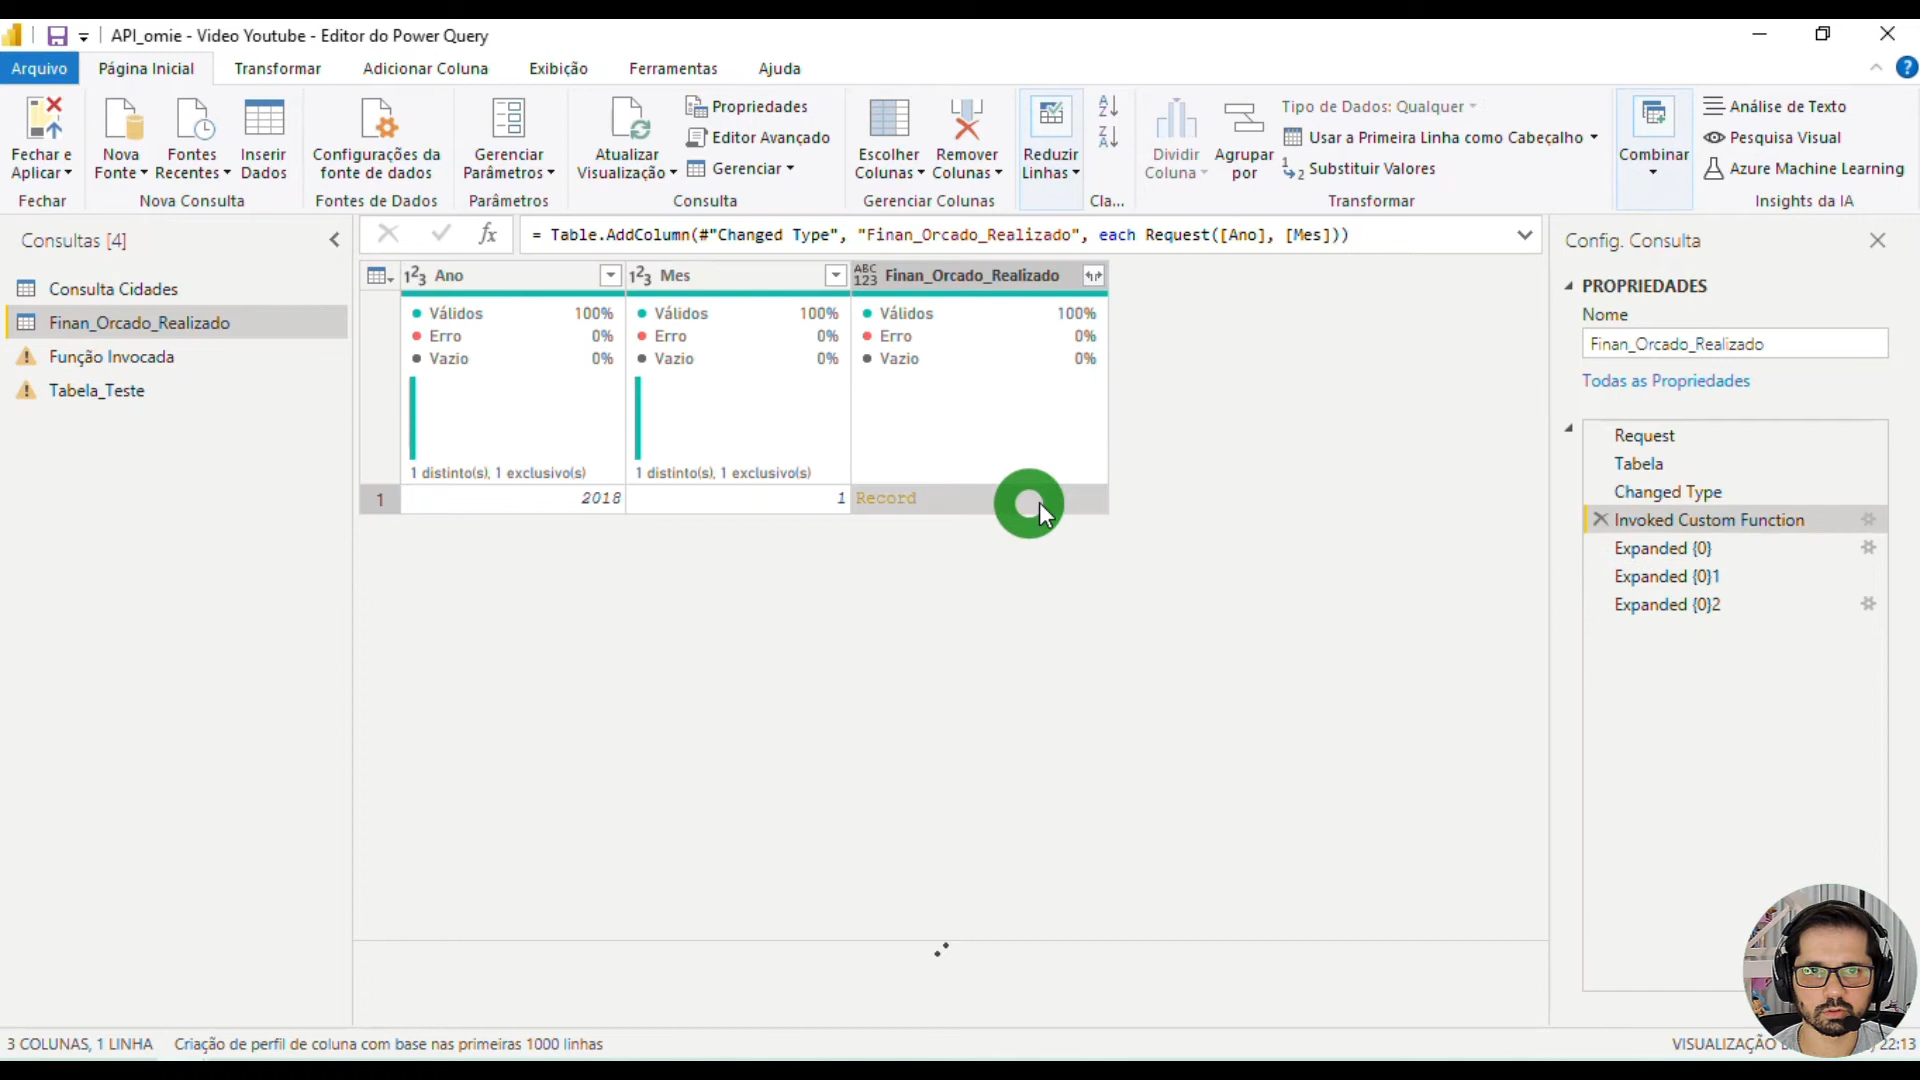 API_omie - Video Youtube - Editor do Power Query
Arquivo
Página Inicial
Transformar
Adicionar Coluna
Exibição
Ferramentas
Ajuda
Fechar e
Aplicar
Nova
Fonte
Fontes
Recentes
Inserir
Dados
Configurações da
fonte de dados
Gerenciar
Parâmetros
Atualizar
Visualização
Propriedades
Editor Avançado
Gerenciar
Escolher
Colunas
Remover
Colunas
Reduzir
Linhas
Dividir
Coluna
Agrupar
por
Tipo de Dados: Qualquer
Usar a Primeira Linha como Cabeçalho
Substituir Valores
Combinar
Análise de Texto
Pesquisa Visual
Azure Machine Learning
Fechar
Nova Consulta
Fontes de Dados
Parâmetros
Consulta
Gerenciar Colunas
Cla...
Transformar
Insights da IA
Consultas [4]
Consulta Cidades
Finan_Orcado_Realizado
Função Invocada
Tabela_Teste
fx
= Table.AddColumn(#"Changed Type", "Finan_Orcado_Realizado", each Request([Ano], [Mes]))
123 Ano
123 Mes
ABC 123 Finan_Orcado_Realizado
Válidos 100%
Erro 0%
Vazio 0%
1 distinto(s), 1 exclusivo(s)
Válidos 100%
Erro 0%
Vazio 0%
1 distinto(s), 1 exclusivo(s)
Válidos 100%
Erro 0%
Vazio 0%
1 2018 1 Record
Config. Consulta
PROPRIEDADES
Nome
Finan_Orcado_Realizado
Todas as Propriedades
Request
Tabela
Changed Type
Invoked Custom Function
Expanded {0}
Expanded {0}1
Expanded {0}2
3 COLUNAS, 1 LINHA
Criação de perfil de coluna com base nas primeiras 1000 linhas
VISUALIZAÇÃO
22:13